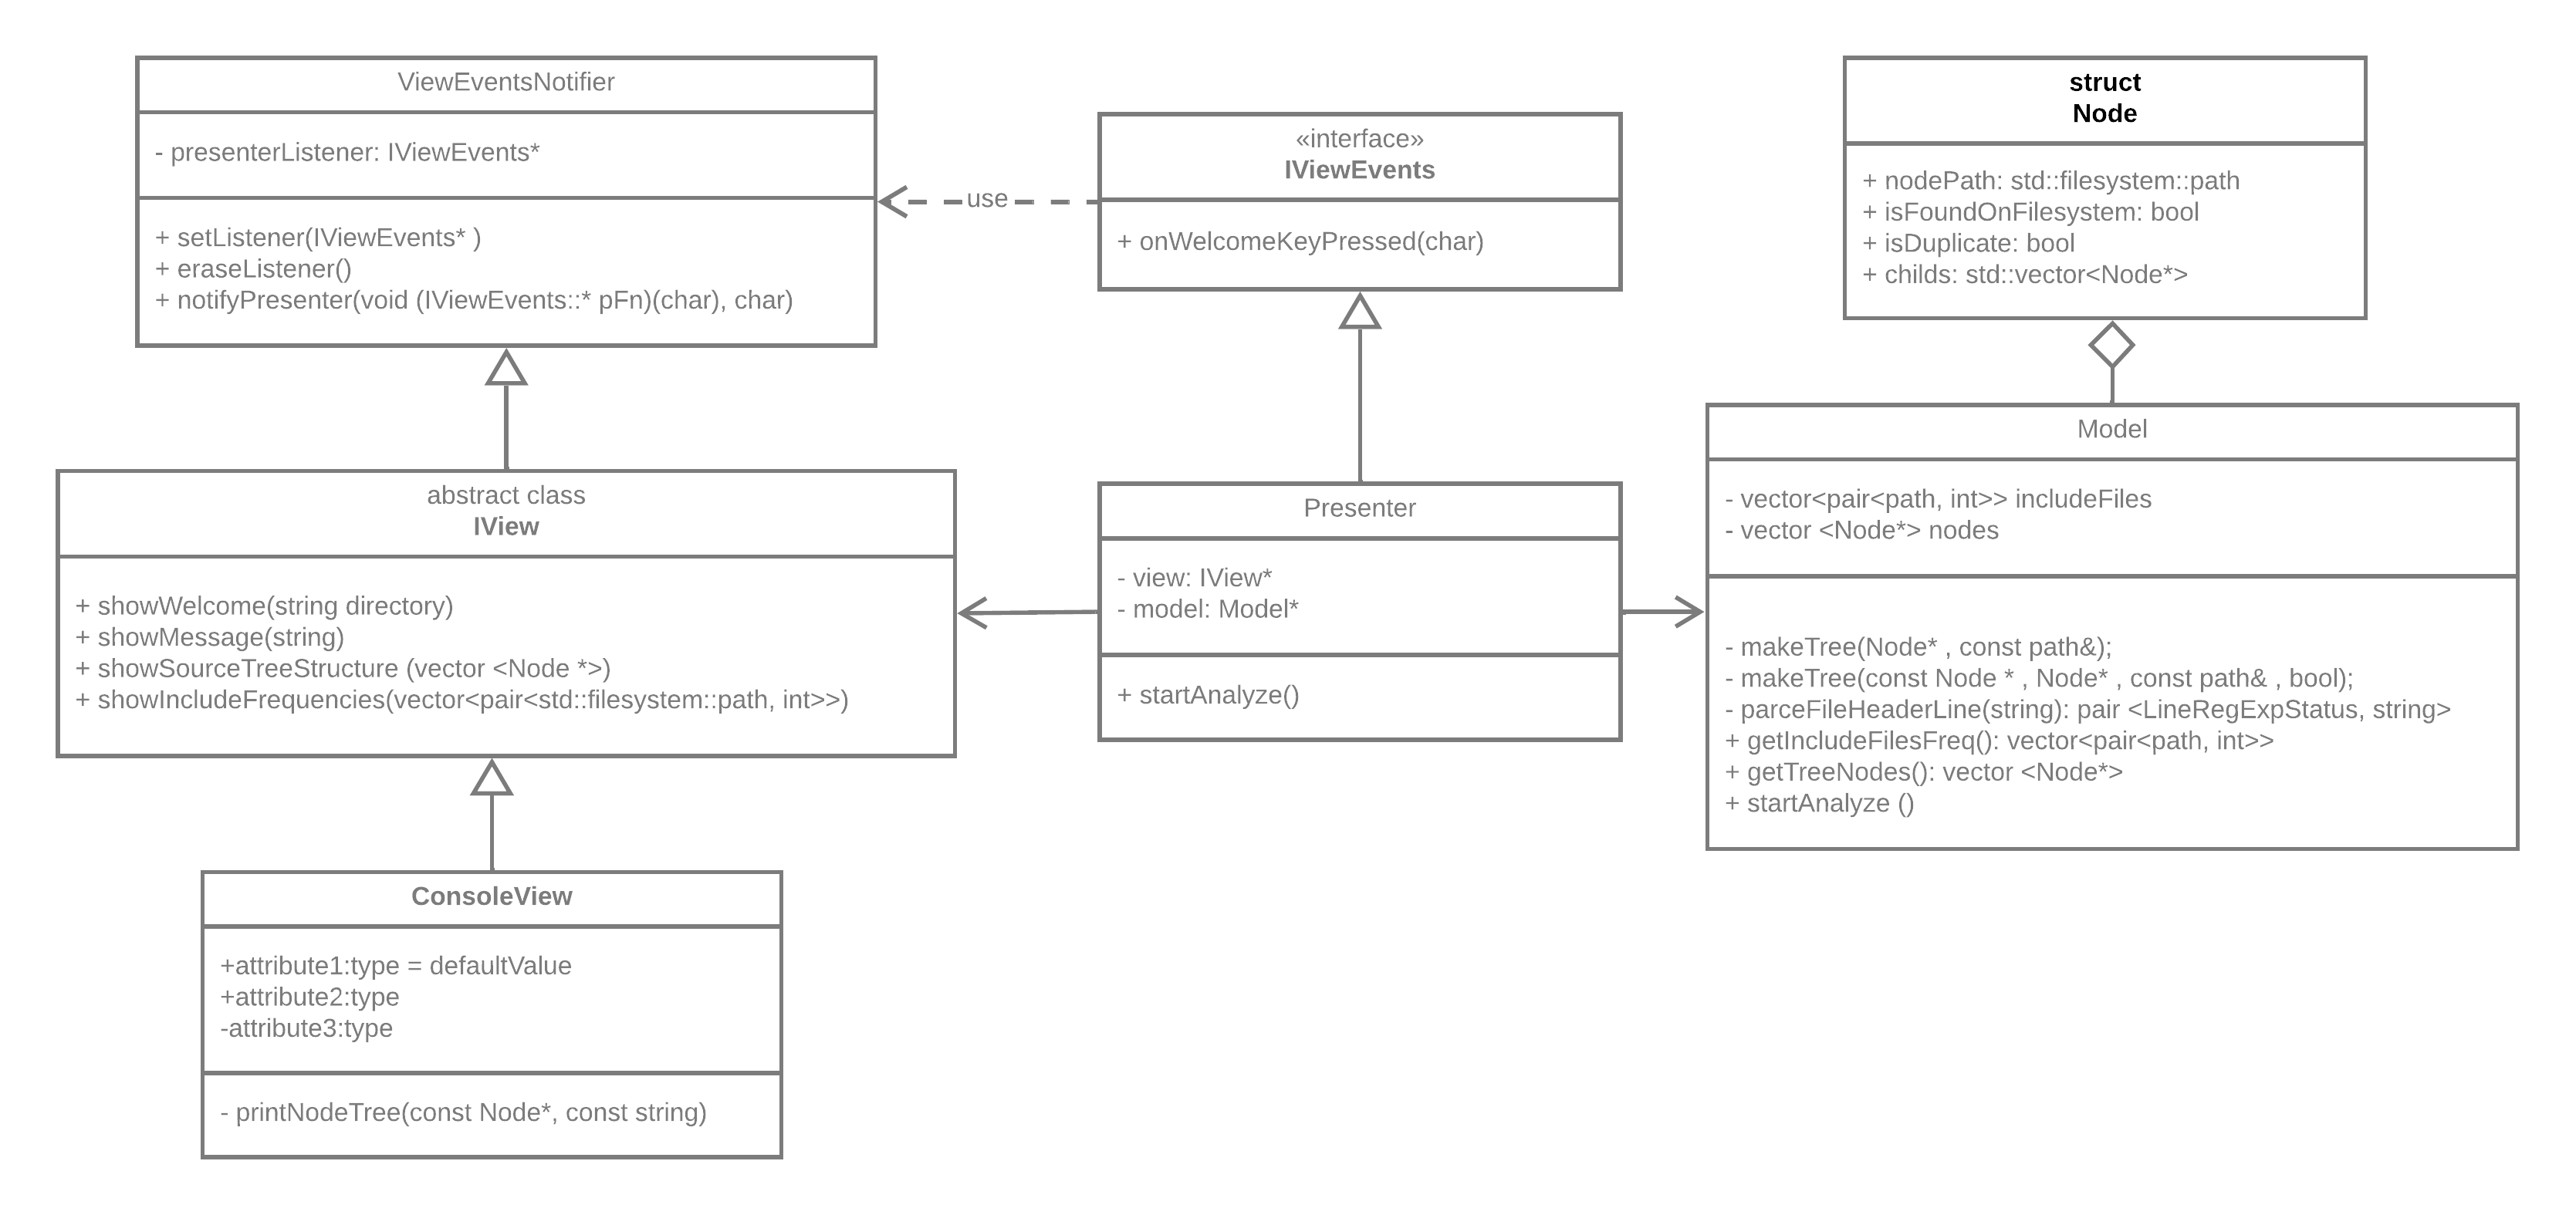 ViewEventsNotifier
- presenterListener: IViewEvents*
+ setListener(IViewEvents* )
+ eraseListener()
+ notifyPresenter(void (IViewEvents::* pFn)(char), char)
use
«interface»
IViewEvents
+ onWelcomeKeyPressed(char)
struct
Node
+ nodePath: std::filesystem::path
+ isFoundOnFilesystem: bool
+ isDuplicate: bool
+ childs: std::vector<Node*>
abstract class
IView
+ showWelcome(string directory)
+ showMessage(string)
+ showSourceTreeStructure (vector <Node *>)
+ showIncludeFrequencies(vector<pair<std::filesystem::path, int>>)
Presenter
- view: IView*
- model: Model*
+ startAnalyze()
Model
- vector<pair<path, int>> includeFiles
- vector <Node*> nodes
- makeTree(Node* , const path&);
- makeTree(const Node * , Node* , const path& , bool);
- parceFileHeaderLine(string): pair <LineRegExpStatus, string>
+ getIncludeFilesFreq(): vector<pair<path, int>>
+ getTreeNodes(): vector <Node*>
+ startAnalyze ()
ConsoleView
+attribute1:type = defaultValue
+attribute2:type
-attribute3:type
- printNodeTree(const Node*, const string)